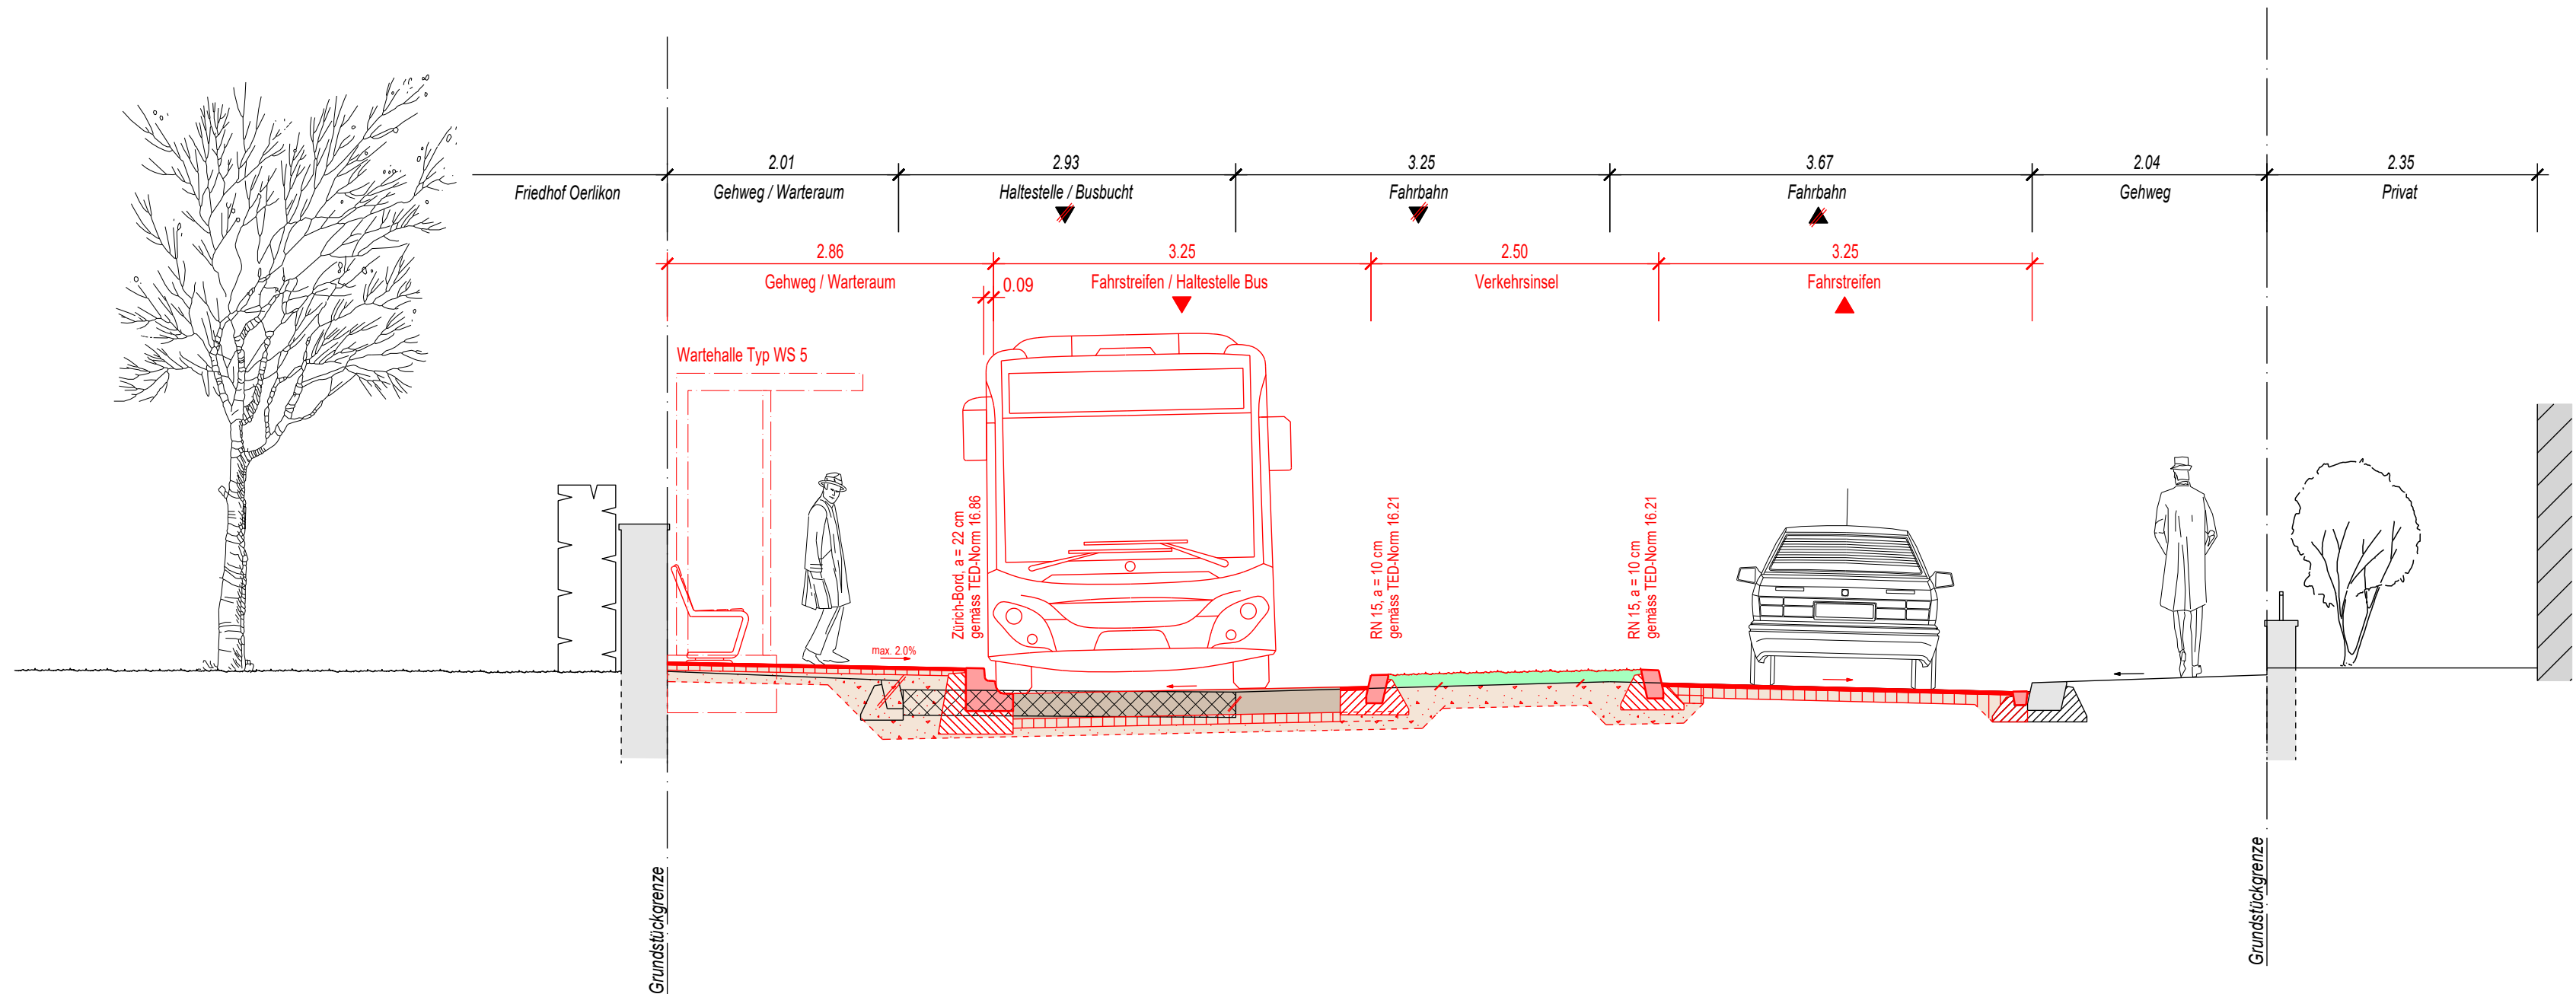 2.01
2.93
3.25
3.67
2.04
2.35
Friedhof Oerlikon
Gehweg / Warteraum
Haltestelle / Busbucht
Fahrbahn
Fahrbahn
Gehweg
Privat
2.86
3.25
2.50
3.25
Gehweg / Warteraum
0.09
Fahrstreifen / Haltestelle Bus
Verkehrsinsel
Fahrstreifen
Wartehalle Typ WS 5
Zürich-Bord, a = 22 cm
gemäss TED-Norm 16.86
RN 15, a = 10 cm
gemäss TED-Norm 16.21
RN 15, a = 10 cm
gemäss TED-Norm 16.21
max. 2.0%
Grundstückgrenze
Grundstückgrenze